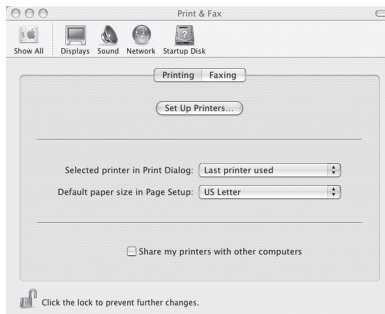 Print & Fax
Show All Displays Sound Network Startup Disk
Printing Faxing
Set Up Printers...
Selected printer in Print Dialog: Last printer used
Default paper size in Page Setup: US Letter
Share my printers with other computers
Click the lock to prevent further changes.